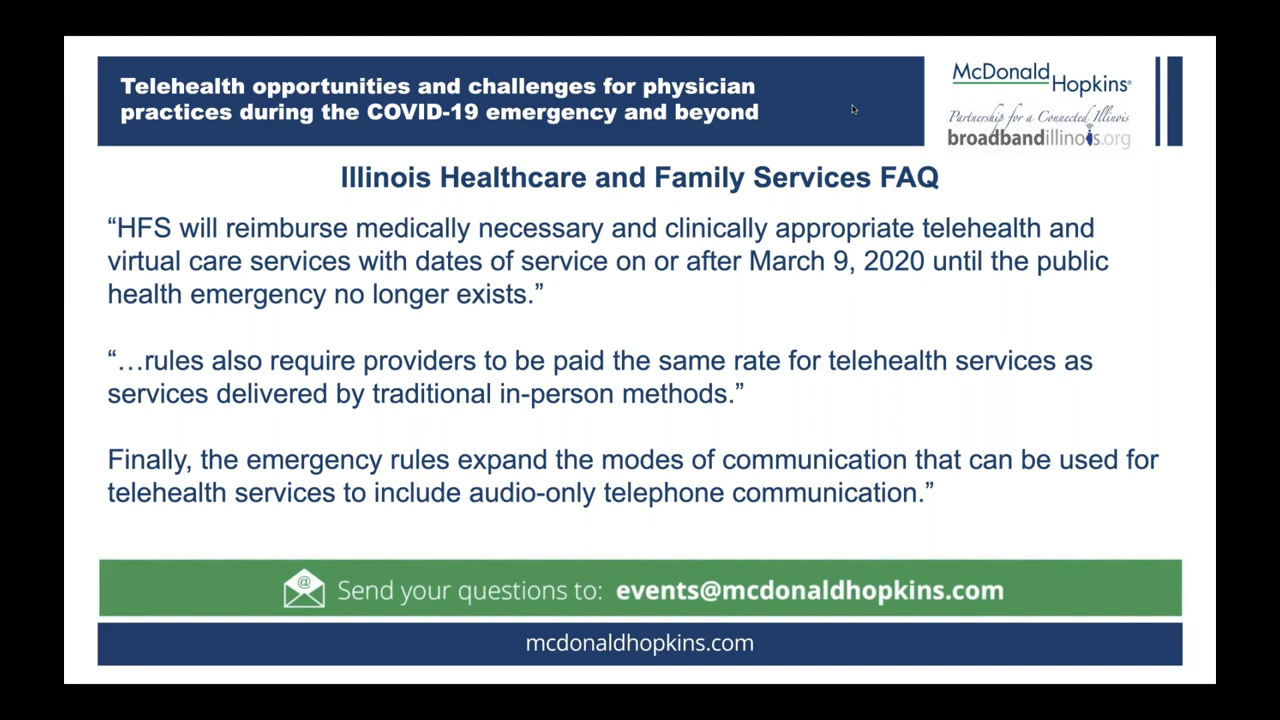 Telehealth opportunities and challenges for physician
practices during the COVID-19 emergency and beyond
McDonald
Hopkins®
Partnership for a Connected Illinois
broadbandillinois.org
Illinois Healthcare and Family Services FAQ
“HFS will reimburse medically necessary and clinically appropriate telehealth and
virtual care services with dates of service on or after March 9, 2020 until the public
health emergency no longer exists.”
“…rules also require providers to be paid the same rate for telehealth services as
services delivered by traditional in-person methods.”
Finally, the emergency rules expand the modes of communication that can be used for
telehealth services to include audio-only telephone communication.”
@
Send your questions to: events@mcdonaldhopkins.com
mcdonaldhopkins.com